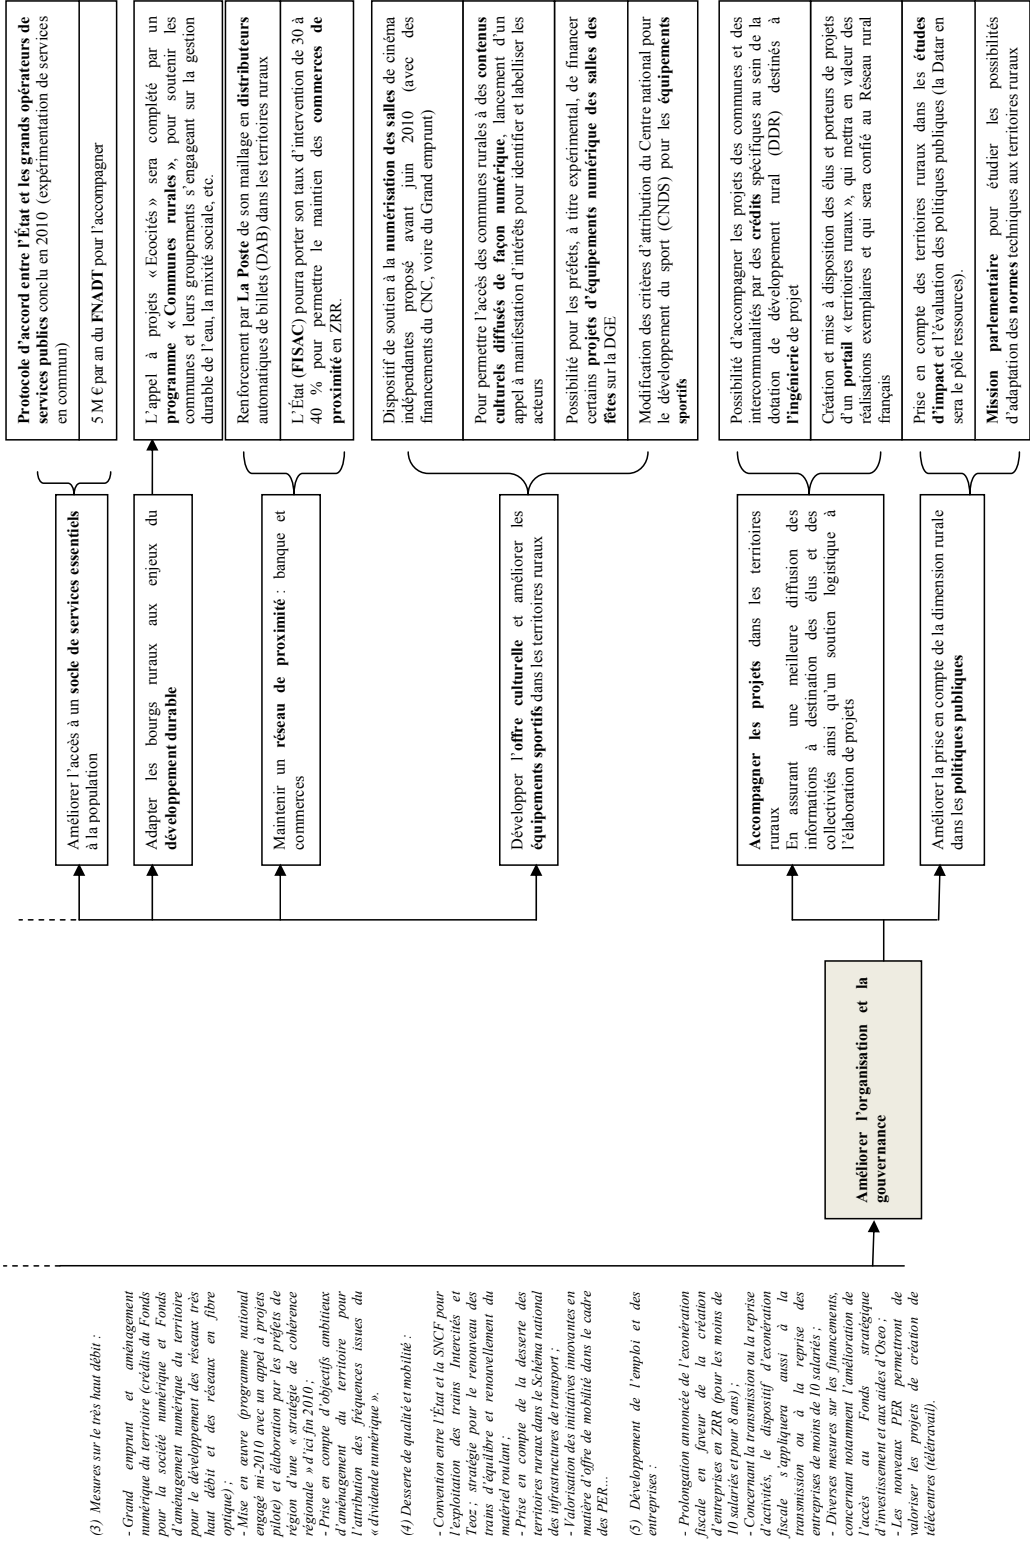 (3) Mesures sur le très haut débit :
- Grand emprunt et aménagement
numérique du territoire (crédits du Fonds
pour la société numérique et Fonds
d'aménagement numérique du territoire
pour le développement des réseaux très
haut débit et des réseaux en fibre
optique) ;
- Mise en œuvre (programme national
engagé mi-2010 avec un appel à projets
pilote) et élaboration par les préfets de
région d'une « stratégie de cohérence
régionale » d'ici fin 2010 ;
- Prise en compte d'objectifs ambitieux
d'aménagement du territoire pour
l'attribution des fréquences issues du
« dividende numérique ».
(4) Desserte de qualité et mobilité :
- Convention entre l'État et la SNCF pour
l'exploitation des trains Intercités et
Teoz ; stratégie pour le renouveau des
trains d'équilibre et renouvellement du
matériel roulant ;
- Prise en compte de la desserte des
territoires ruraux dans le Schéma national
des infrastructures de transport ;
- Valorisation des initiatives innovantes en
matière d'offre de mobilité dans le cadre
des PER...
(5) Développement de l'emploi et des
entreprises :
- Prolongation annoncée de l'exonération
fiscale en faveur de la création
d'entreprises en ZRR (pour les moins de
10 salariés et pour 8 ans) ;
- Concernant la transmission ou la reprise
d'activités, le dispositif d'exonération
fiscale s'appliquera aussi à la
transmission ou à la reprise des
entreprises de moins de 10 salariés ;
- Diverses mesures sur les financements,
concernant notamment l'amélioration de
l'accès au Fonds stratégique
d'investissement et aux aides d'Oseo ;
- Les nouveaux PER permettront de
valoriser les projets de création de
télécentres (télétravail).
Améliorer l'organisation et la
gouvernance
Améliorer l'accès à un socle de services essentiels
à la population
Adapter les bourgs ruraux aux enjeux du
développement durable
Maintenir un réseau de proximité : banque et
commerces
Développer l'offre culturelle et améliorer les
équipements sportifs dans les territoires ruraux
Accompagner les projets dans les territoires
ruraux
En assurant une meilleure diffusion des
informations à destination des élus et des
collectivités ainsi qu'un soutien logistique à
l'élaboration de projets
Améliorer la prise en compte de la dimension rurale
dans les politiques publiques
Protocole d'accord entre l'État et les grands opérateurs de
services publics conclu en 2010 (expérimentation de services
en commun)
5 M € par an du FNADT pour l'accompagner
L'appel à projets « Ecocités » sera complété par un
programme « Communes rurales », pour soutenir les
communes et leurs groupements s'engageant sur la gestion
durable de l'eau, la mixité sociale, etc.
Renforcement par La Poste de son maillage en distributeurs
automatiques de billets (DAB) dans les territoires ruraux
L'État (FISAC) pourra porter son taux d'intervention de 30 à
40 % pour permettre le maintien des commerces de
proximité en ZRR.
Dispositif de soutien à la numérisation des salles de cinéma
indépendantes proposé avant juin 2010 (avec des
financements du CNC, voire du Grand emprunt)
Pour permettre l'accès des communes rurales à des contenus
culturels diffusés de façon numérique, lancement d'un
appel à manifestation d'intérêts pour identifier et labelliser les
acteurs
Possibilité pour les préfets, à titre expérimental, de financer
certains projets d'équipements numérique des salles des
fêtes sur la DGE
Modification des critères d'attribution du Centre national pour
le développement du sport (CNDS) pour les équipements
sportifs
Possibilité d'accompagner les projets des communes et des
intercommunalités par des crédits spécifiques au sein de la
dotation de développement rural (DDR) destinés à
l'ingénierie de projet
Création et mise à disposition des élus et porteurs de projets
d'un portail « territoires ruraux », qui mettra en valeur des
réalisations exemplaires et qui sera confié au Réseau rural
français
Prise en compte des territoires ruraux dans les études
d'impact et l'évaluation des politiques publiques (la Datar en
sera le pôle ressources).
Mission parlementaire pour étudier les possibilités
d'adaptation des normes techniques aux territoires ruraux